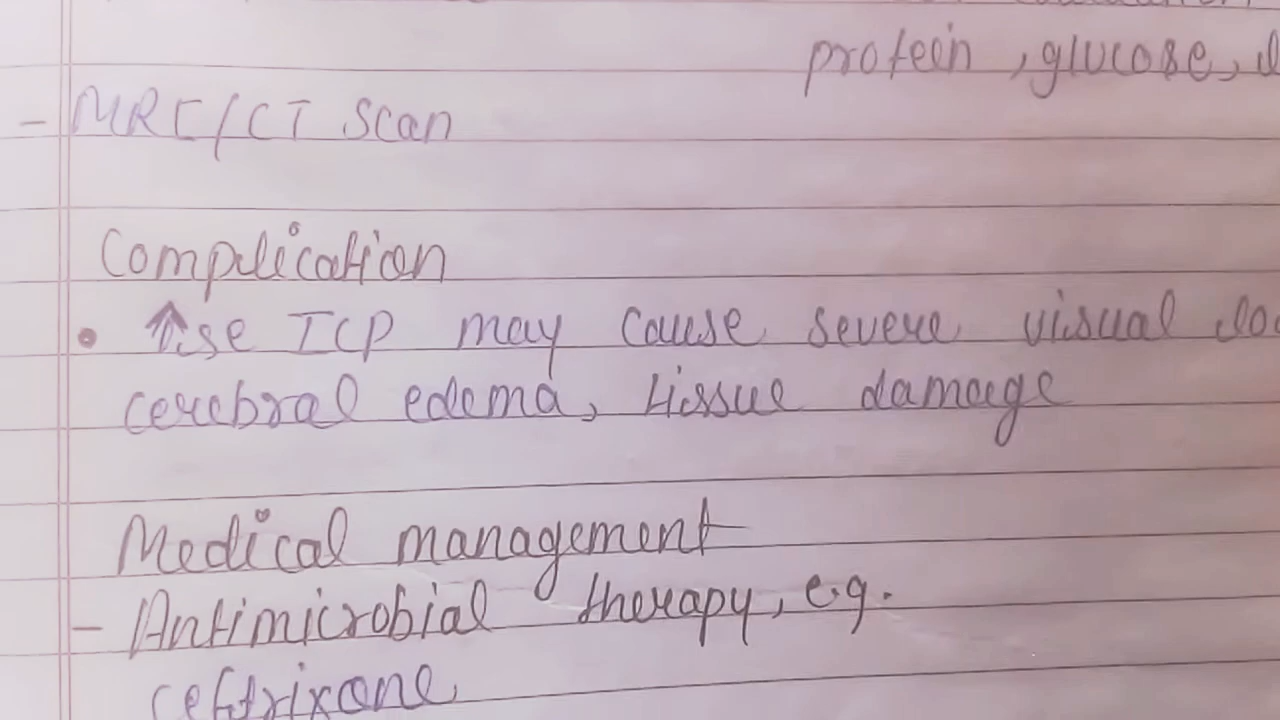 protein, glucose,
- MRI/CT Scan
Complication
• ↑se ICP may cause severe visual
cerebral edema, tissue damage
Medical management
- Antimicrobial therapy, e.g.
ceftrixone